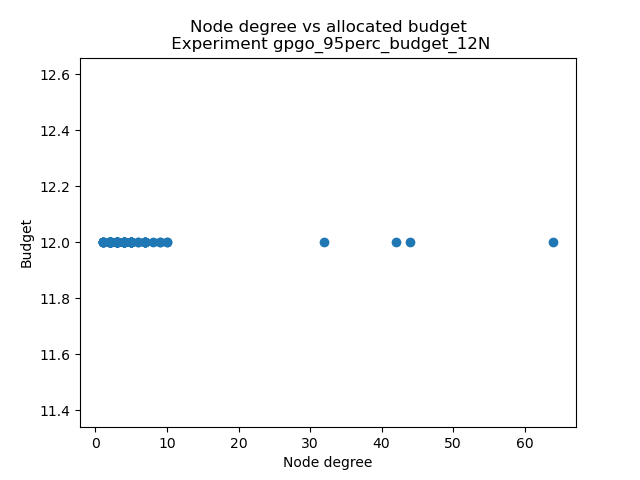 Node degree vs allocated budget
Experiment gpgo_95perc_budget_12N
12.6
12.4
12.2
12.0
11.8
11.6
11.4
Budget
0 10 20 30 40 50 60
Node degree